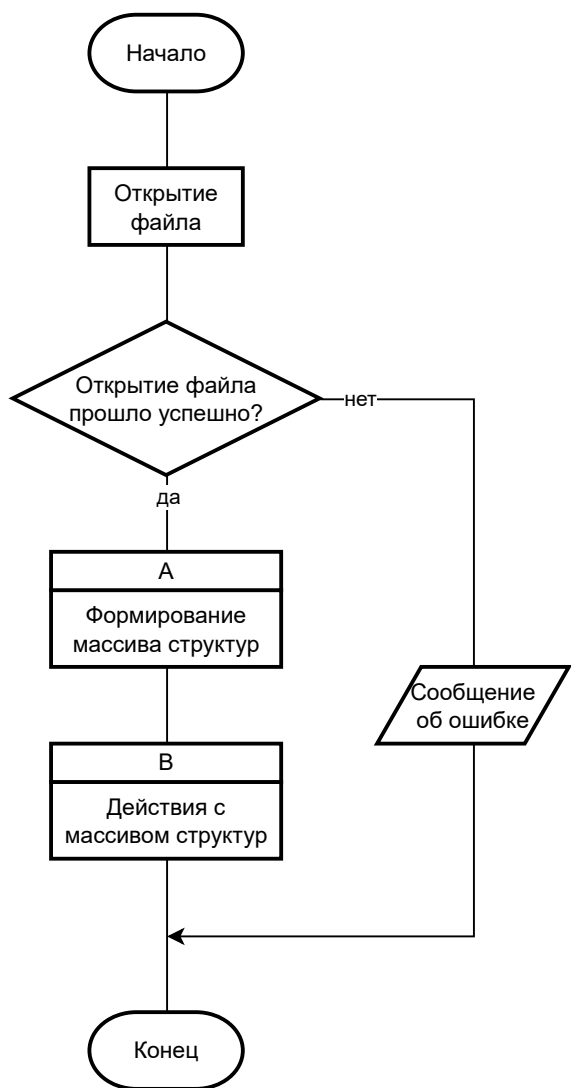 Начало
Открытие
файла
Открытие файла
прошло успешно?
нет
да
А
Формирование
массива структур
Сообщение
об ошибке
В
Действия с
массивом структур
Конец